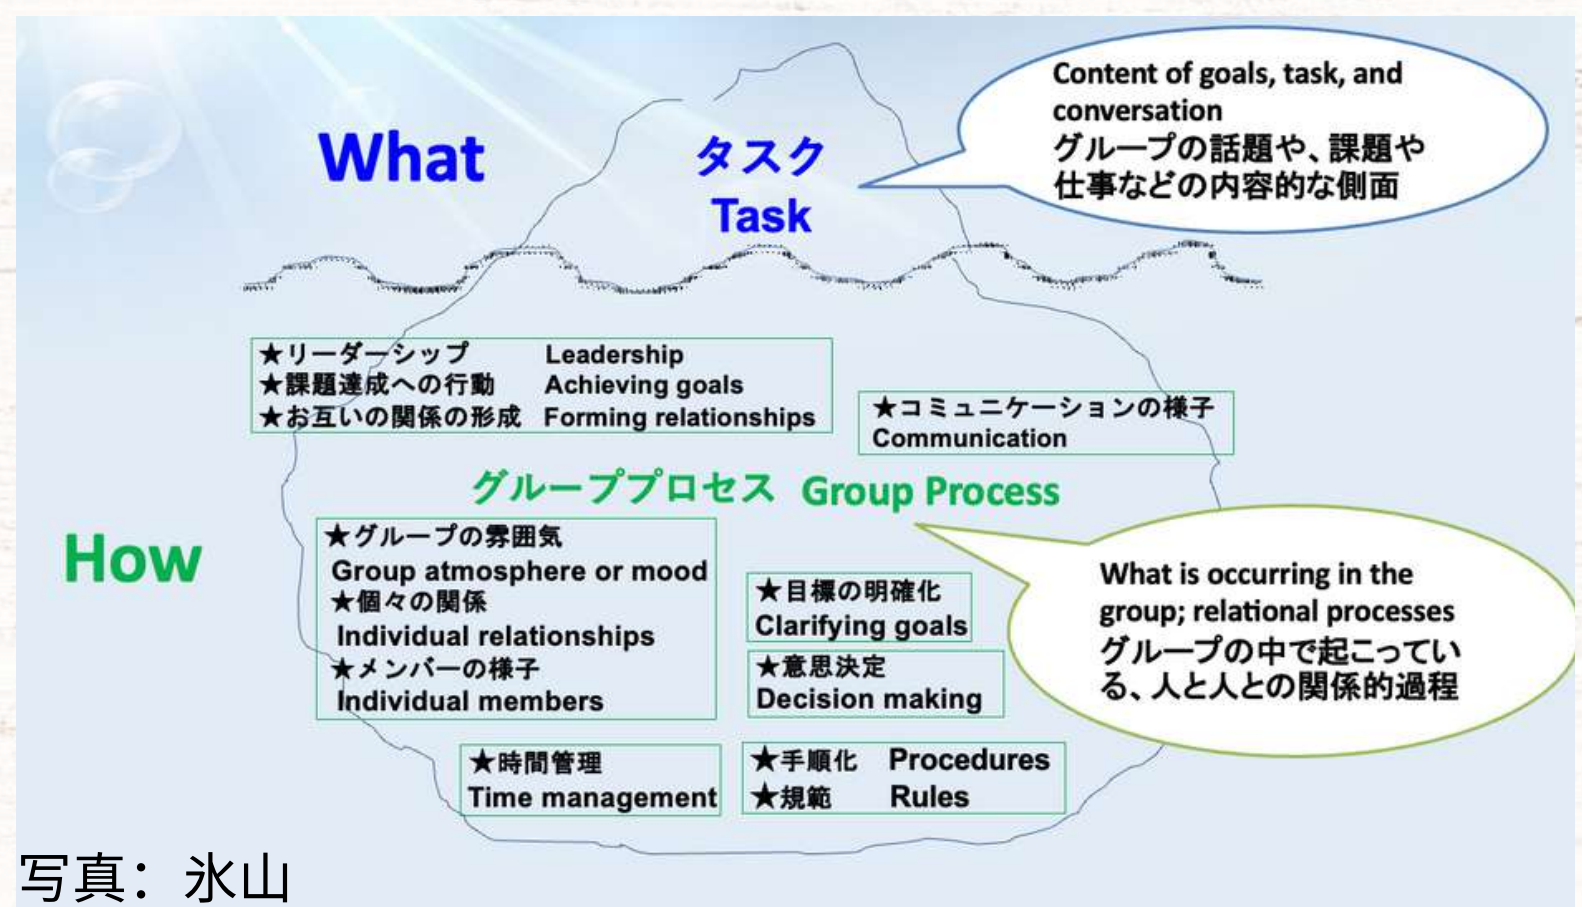 What
タスク
Task
Content of goals, task, and
conversation
グループの話題や、課題や
仕事などの内容的な側面
★リーダーシップ Leadership
★課題達成への行動 Achieving goals
★お互いの関係の形成 Forming relationships
★コミュニケーションの様子
Communication
グループプロセス Group Process
How
★グループの雰囲気
Group atmosphere or mood
★個々の関係
Individual relationships
★メンバーの様子
Individual members
★目標の明確化
Clarifying goals
★意思決定
Decision making
What is occurring in the
group; relational processes
グループの中で起こってい
る、人と人との関係的過程
★時間管理
Time management
★手順化 Procedures
★規範 Rules
写真：氷山